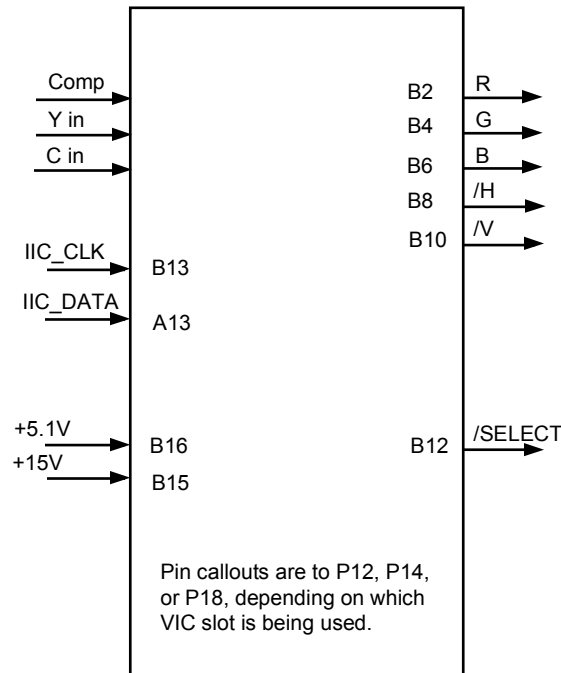 Comp
Y in
C in
B2 R
B4 G
B6 B
B8 /H
B10 /V
IIC_CLK
B13
IIC_DATA
A13
+5.1V
B16
+15V
B15
B12 /SELECT
Pin callouts are to P12, P14,
or P18, depending on which
VIC slot is being used.